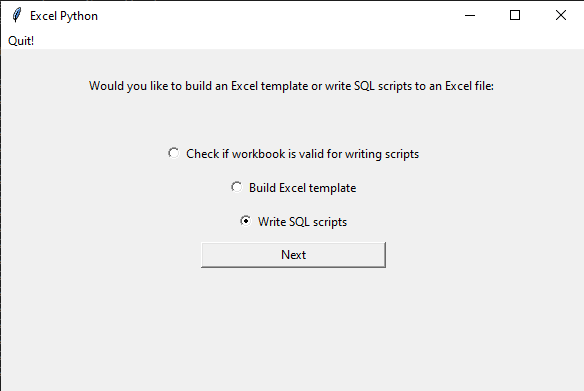 Excel Python
Quit!
Would you like to build an Excel template or write SQL scripts to an Excel file:
Check if workbook is valid for writing scripts
Build Excel template
Write SQL scripts
Next